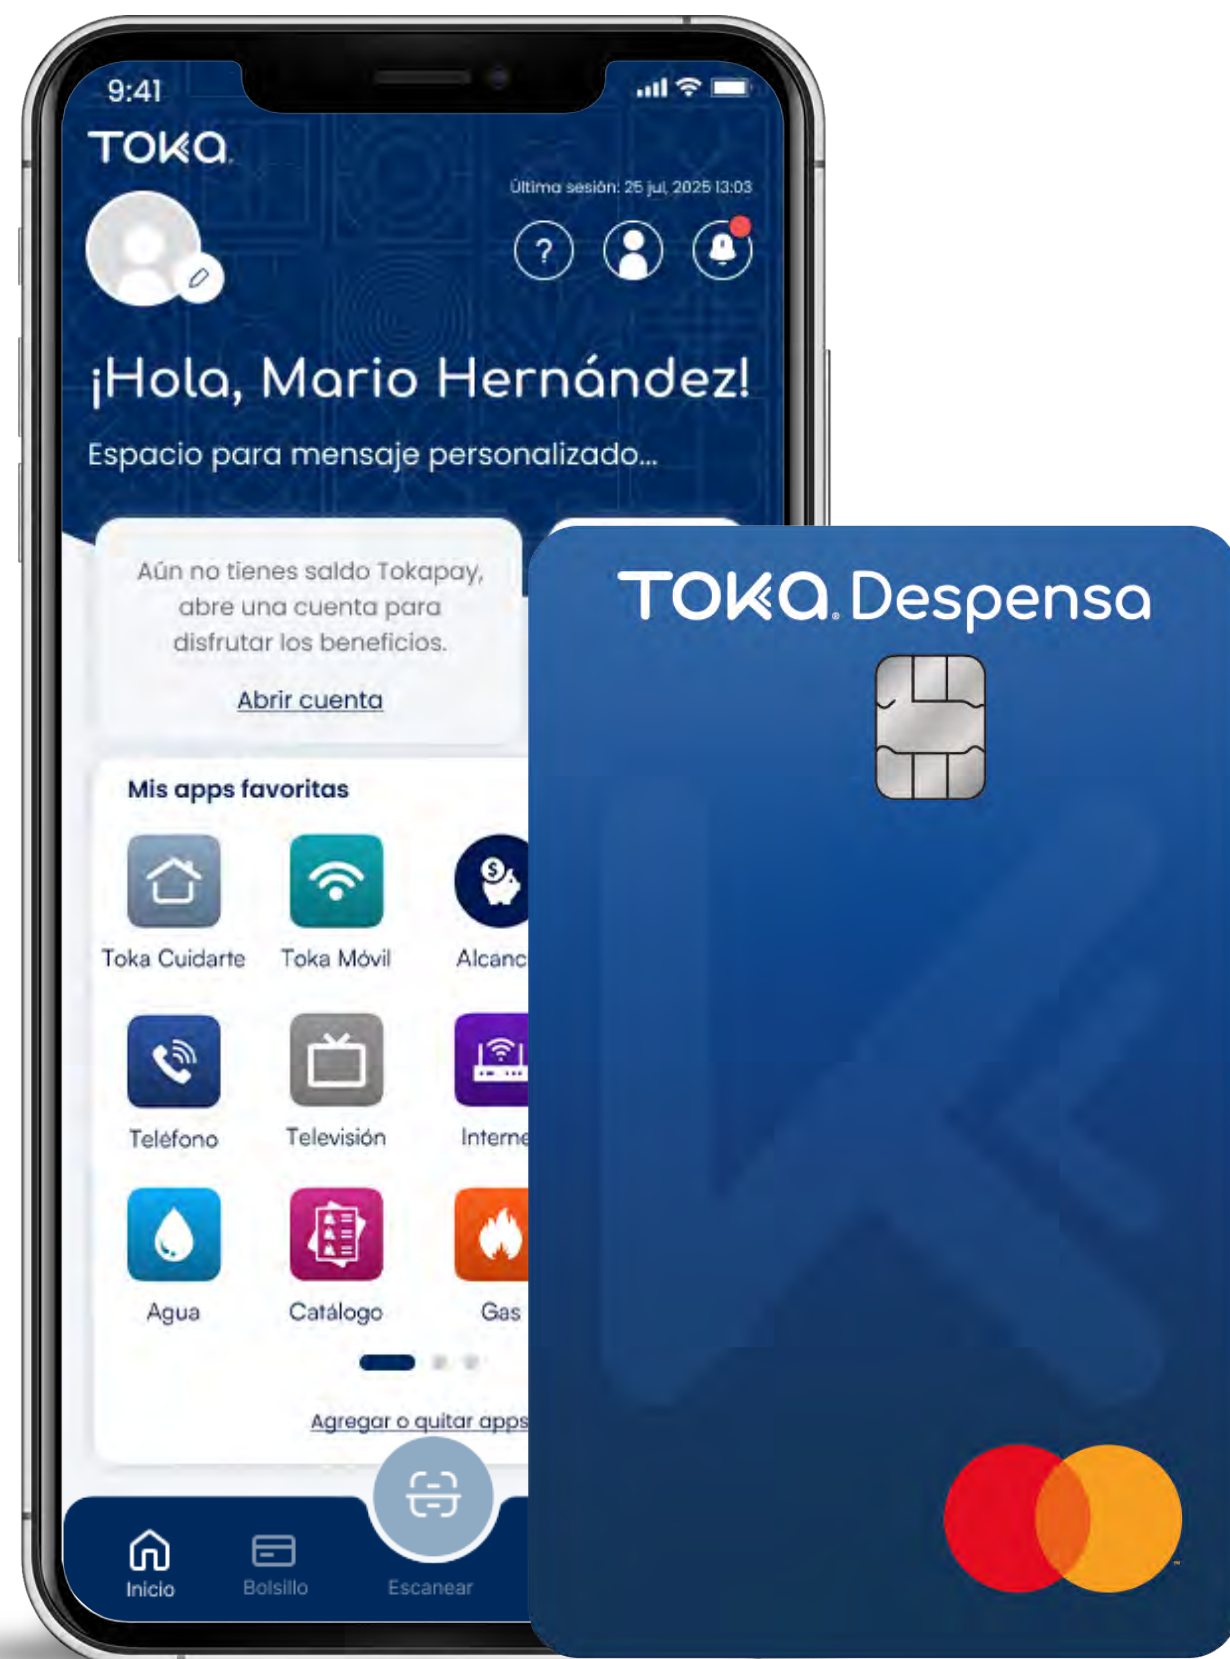 9:41
TOKA
Última sesión: 25 jul, 2025 13:03
?
¡Hola, Mario Hernández!
Espacio para mensaje personalizado...
Aún no tienes saldo Tokapay,
abre una cuenta para
disfrutar los beneficios.
Abrir cuenta
TOKA Despensa
Mis apps favoritas
Toka Cuidarte Toka Móvil Alcanc
Teléfono Televisión Interne
Agua Catálogo Gas
Agregar o quitar apps
Inicio Bolsillo Escanear